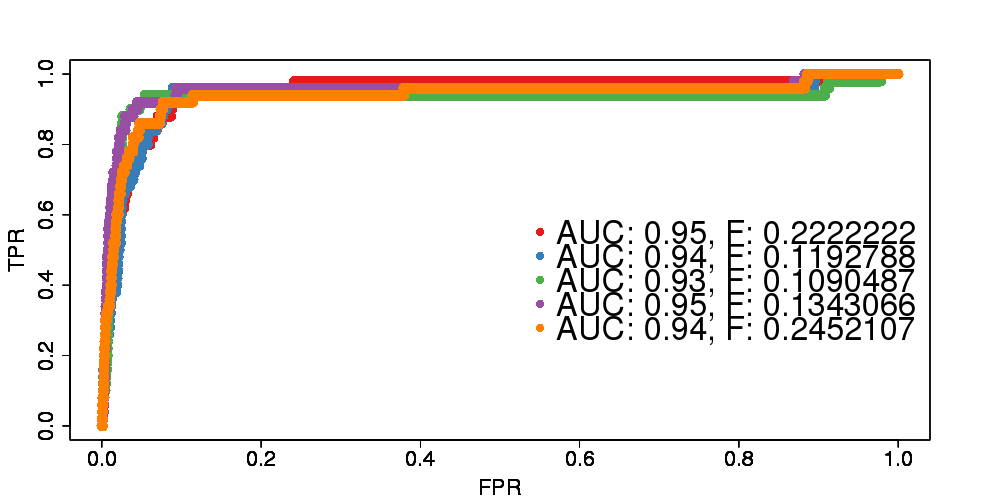 TPR
1.0
0.8
0.6
0.4
0.2
0.0
AUC: 0.95, F: 0.2222222
AUC: 0.94, F: 0.1192788
AUC: 0.93, F: 0.1090487
AUC: 0.95, F: 0.1343066
AUC: 0.94, F: 0.2452107
0.0 0.2 0.4 0.6 0.8 1.0
FPR